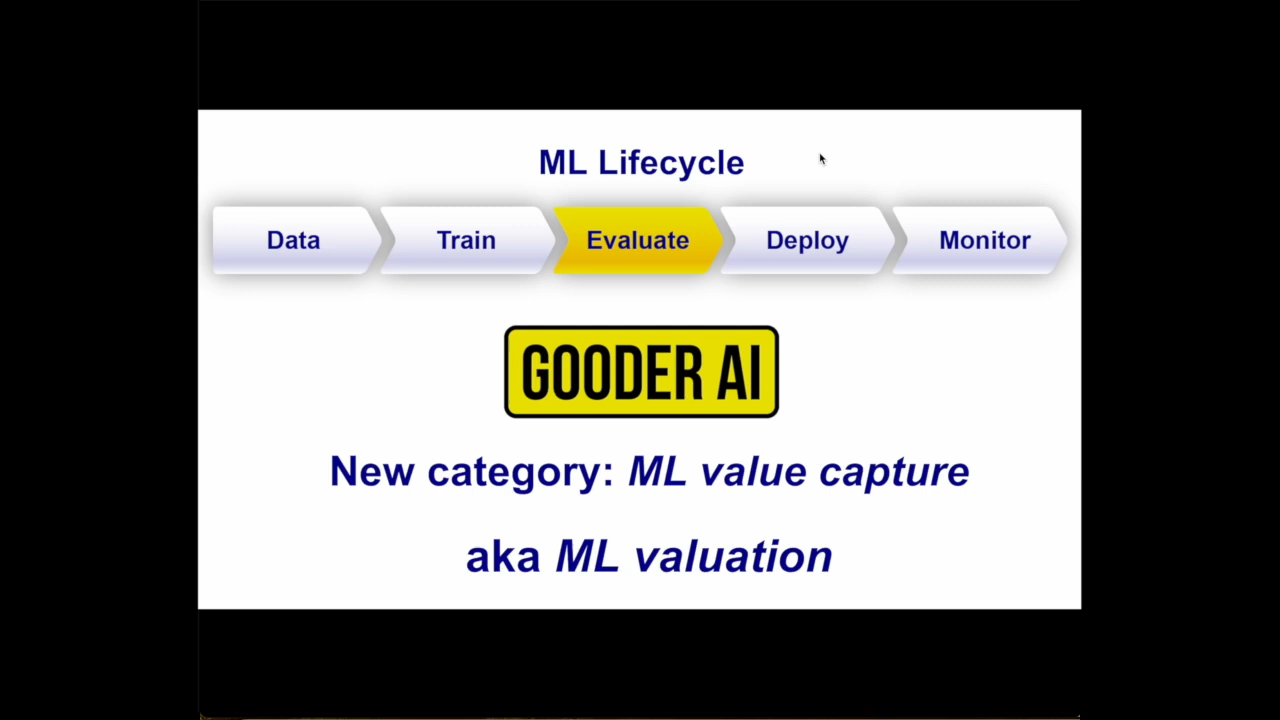 ML Lifecycle
Data
Train
Evaluate
Deploy
Monitor
GOODER AI
New category: ML value capture
aka ML valuation